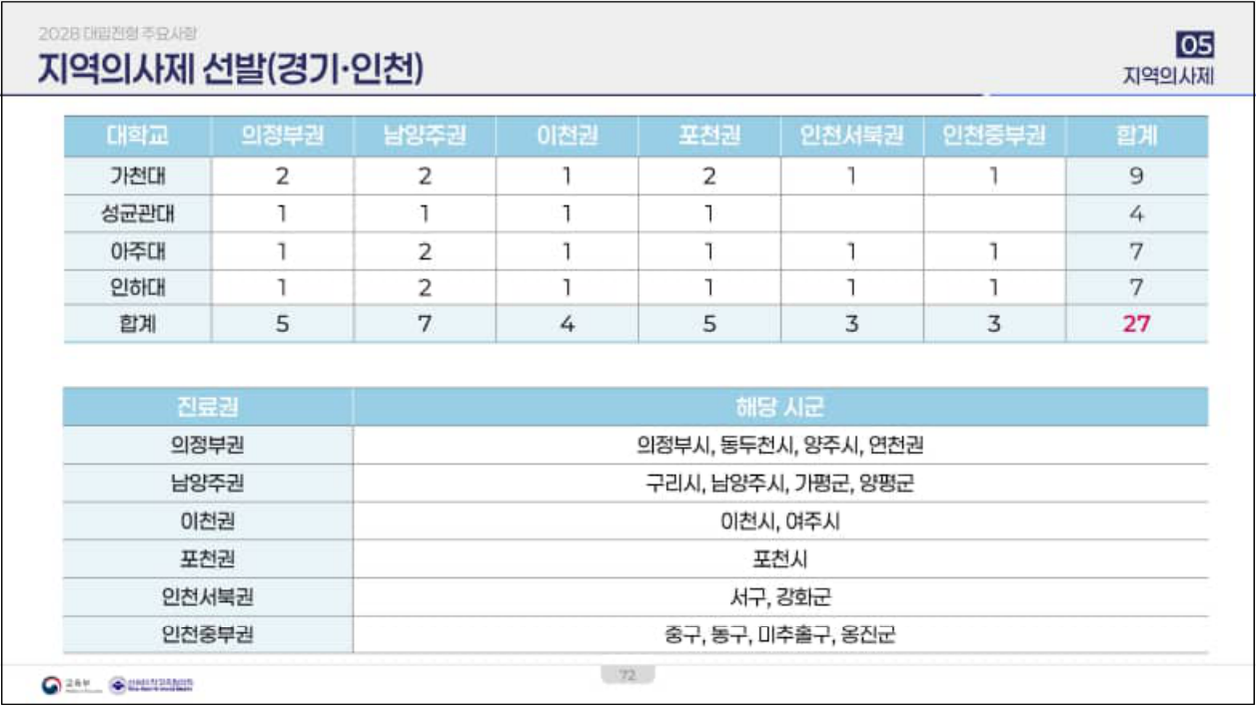 2028 대입전형 주요사항
지역의사제 선발(경기·인천)
05
지역의사제
대학교 의정부권 남양주권 이천권 포천권 인천서북권 인천중부권 합계
가천대 2 2 1 2 1 1 9
성균관대 1 1 1 1 4
아주대 1 2 1 1 1 1 7
인하대 1 2 1 1 1 1 7
합계 5 7 4 5 3 3 27
진료권 해당 시군
의정부권 의정부시, 동두천시, 양주시, 연천권
남양주권 구리시, 남양주시, 가평군, 양평군
이천권 이천시, 여주시
포천권 포천시
인천서북권 서구, 강화군
인천중부권 중구, 동구, 미추홀구, 옹진군
교육부
72